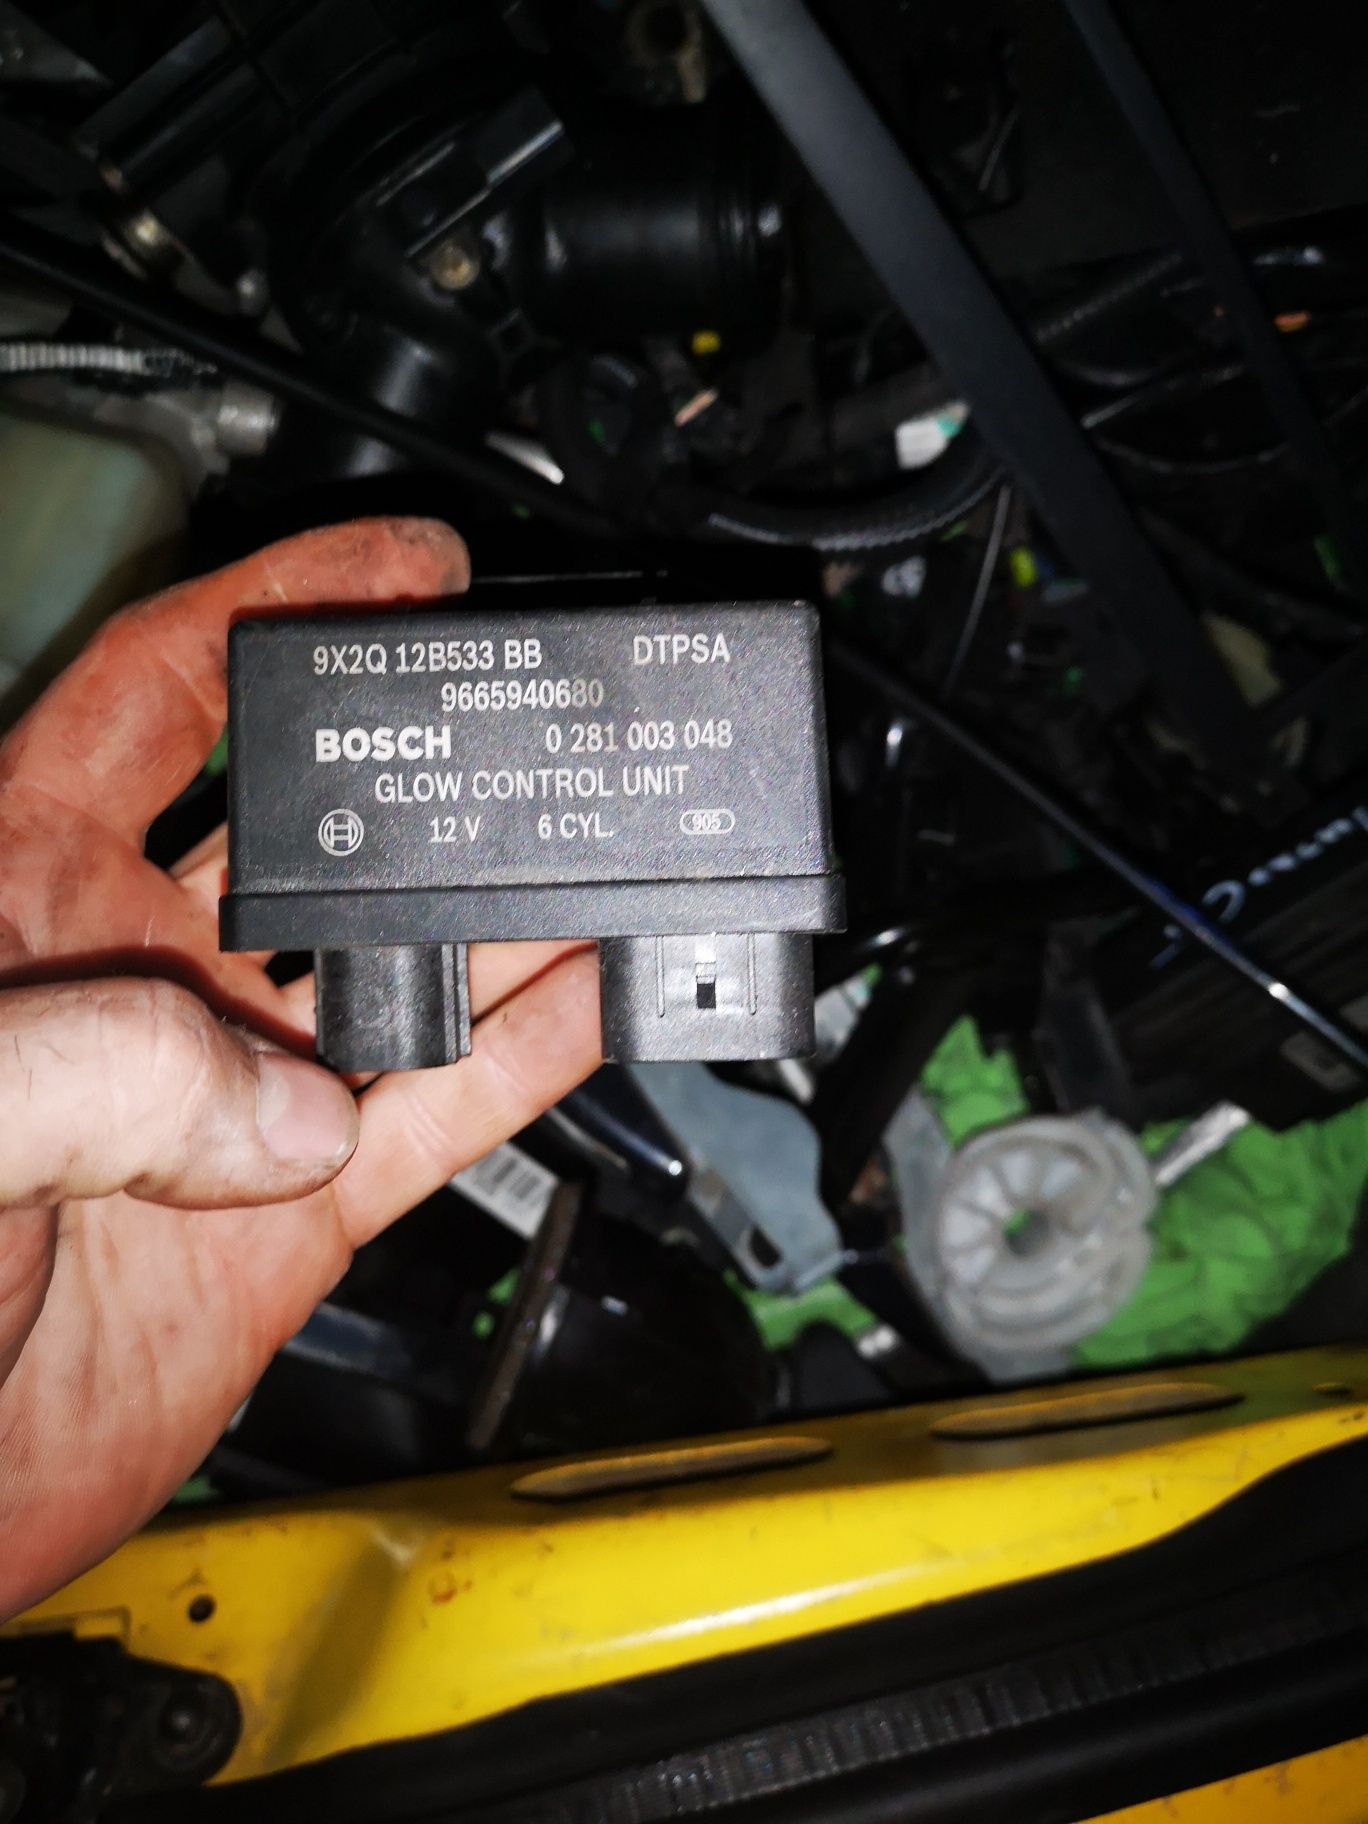 9X2Q 12B533 BB DTPSA
9665940680
BOSCH 0 281 003 048
GLOW CONTROL UNIT
12 V 6 CYL. 905